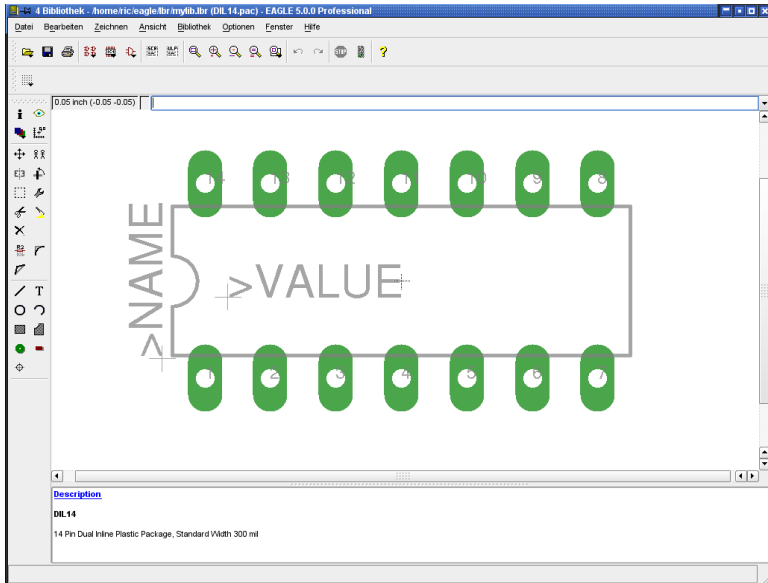 4 Bibliothek - /home/ric/eagle/lbr/mylib.lbr (DIL14.pac) - EAGLE 5.0.0 Professional
Datei Bearbeiten Zeichnen Ansicht Bibliothek Optionen Fenster Hilfe
0.05 inch (-0.05 -0.05)
14 13 12 11 10 9 8
>NAME
>VALUE
1 2 3 4 5 6 7
Description
DIL14
14 Pin Dual Inline Plastic Package, Standard Width 300 mil